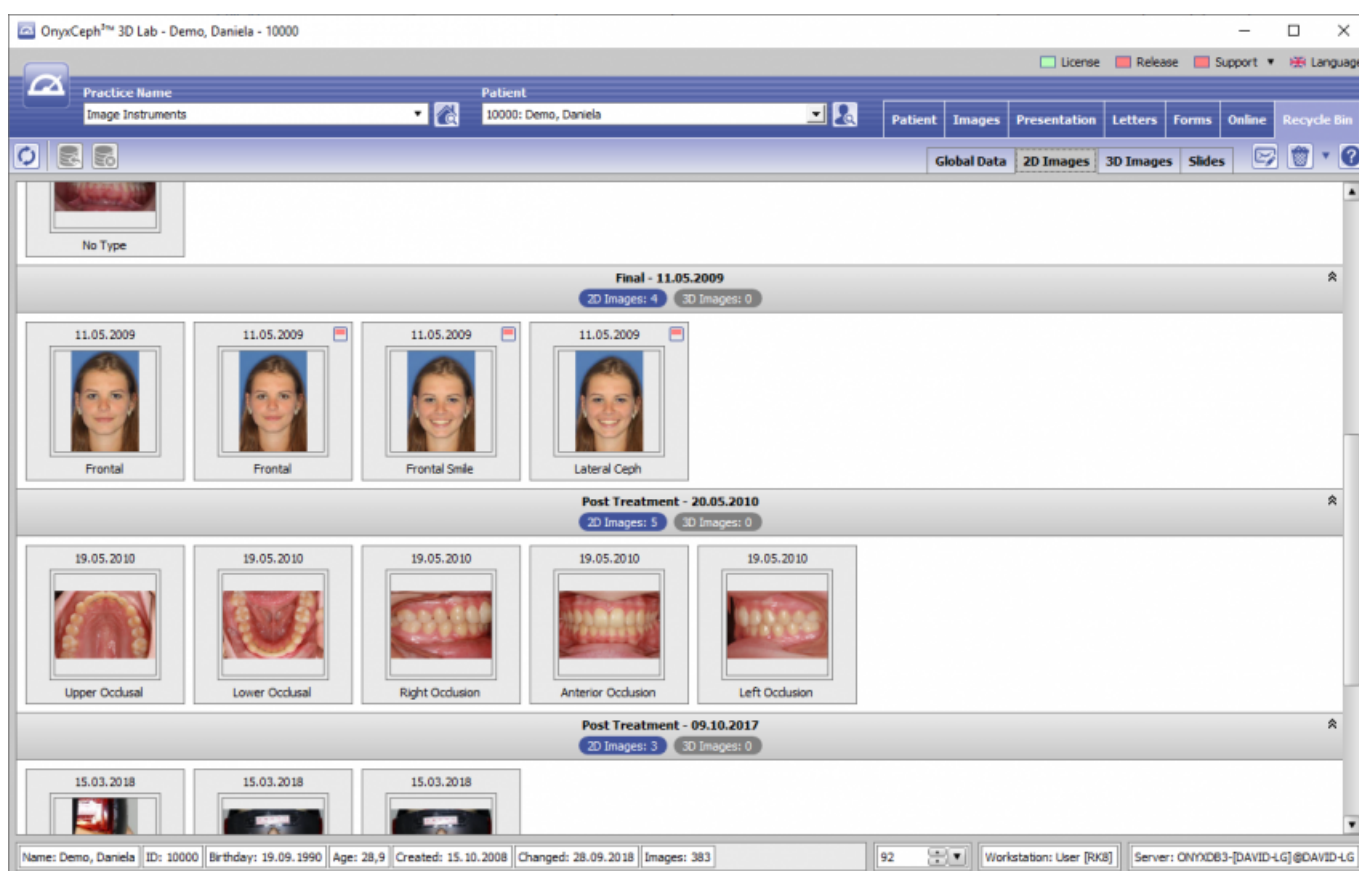 OnyxCeph³™ 3D Lab - Demo, Daniela - 10000
License Release Support Language
Practice Name Patient
Image Instruments 10000: Demo, Daniela
Patient Images Presentation Letters Forms Online Recycle Bin
Global Data 2D Images 3D Images Slides
No Type
Final - 11.05.2009
2D Images: 4 3D Images: 0
11.05.2009 11.05.2009 11.05.2009 11.05.2009
Frontal Frontal Frontal Smile Lateral Ceph
Post Treatment - 20.05.2010
2D Images: 5 3D Images: 0
19.05.2010 19.05.2010 19.05.2010 19.05.2010 19.05.2010
Upper Occlusal Lower Occlusal Right Occlusion Anterior Occlusion Left Occlusion
Post Treatment - 09.10.2017
2D Images: 3 3D Images: 0
15.03.2018 15.03.2018 15.03.2018
Name: Demo, Daniela ID: 10000 Birthday: 19.09.1990 Age: 28,9 Created: 15.10.2008 Changed: 28.09.2018 Images: 383 92 Workstation: User [RK8] Server: ONYXDB3-[DAVID-LG]@DAVID-LG